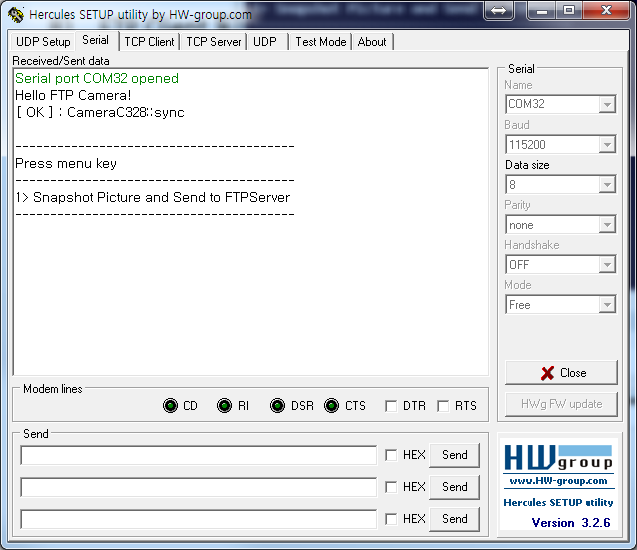 Hercules SETUP utility by HW-group.com
UDP Setup Serial TCP Client TCP Server UDP Test Mode About
Received/Sent data
Serial port COM32 opened
Hello FTP Camera!
[ OK ] : CameraC328::sync
----------------------------------------
Press menu key
----------------------------------------
1> Snapshot Picture and Send to FTPServer
----------------------------------------
Serial
Name
COM32
Baud
115200
Data size
8
Parity
none
Handshake
OFF
Mode
Free
Close
HWg FW update
Modem lines
CD RI DSR CTS DTR RTS
Send
HEX Send
HEX Send
HEX Send
HW group
www.HW-group.com
Hercules SETUP utility
Version 3.2.6